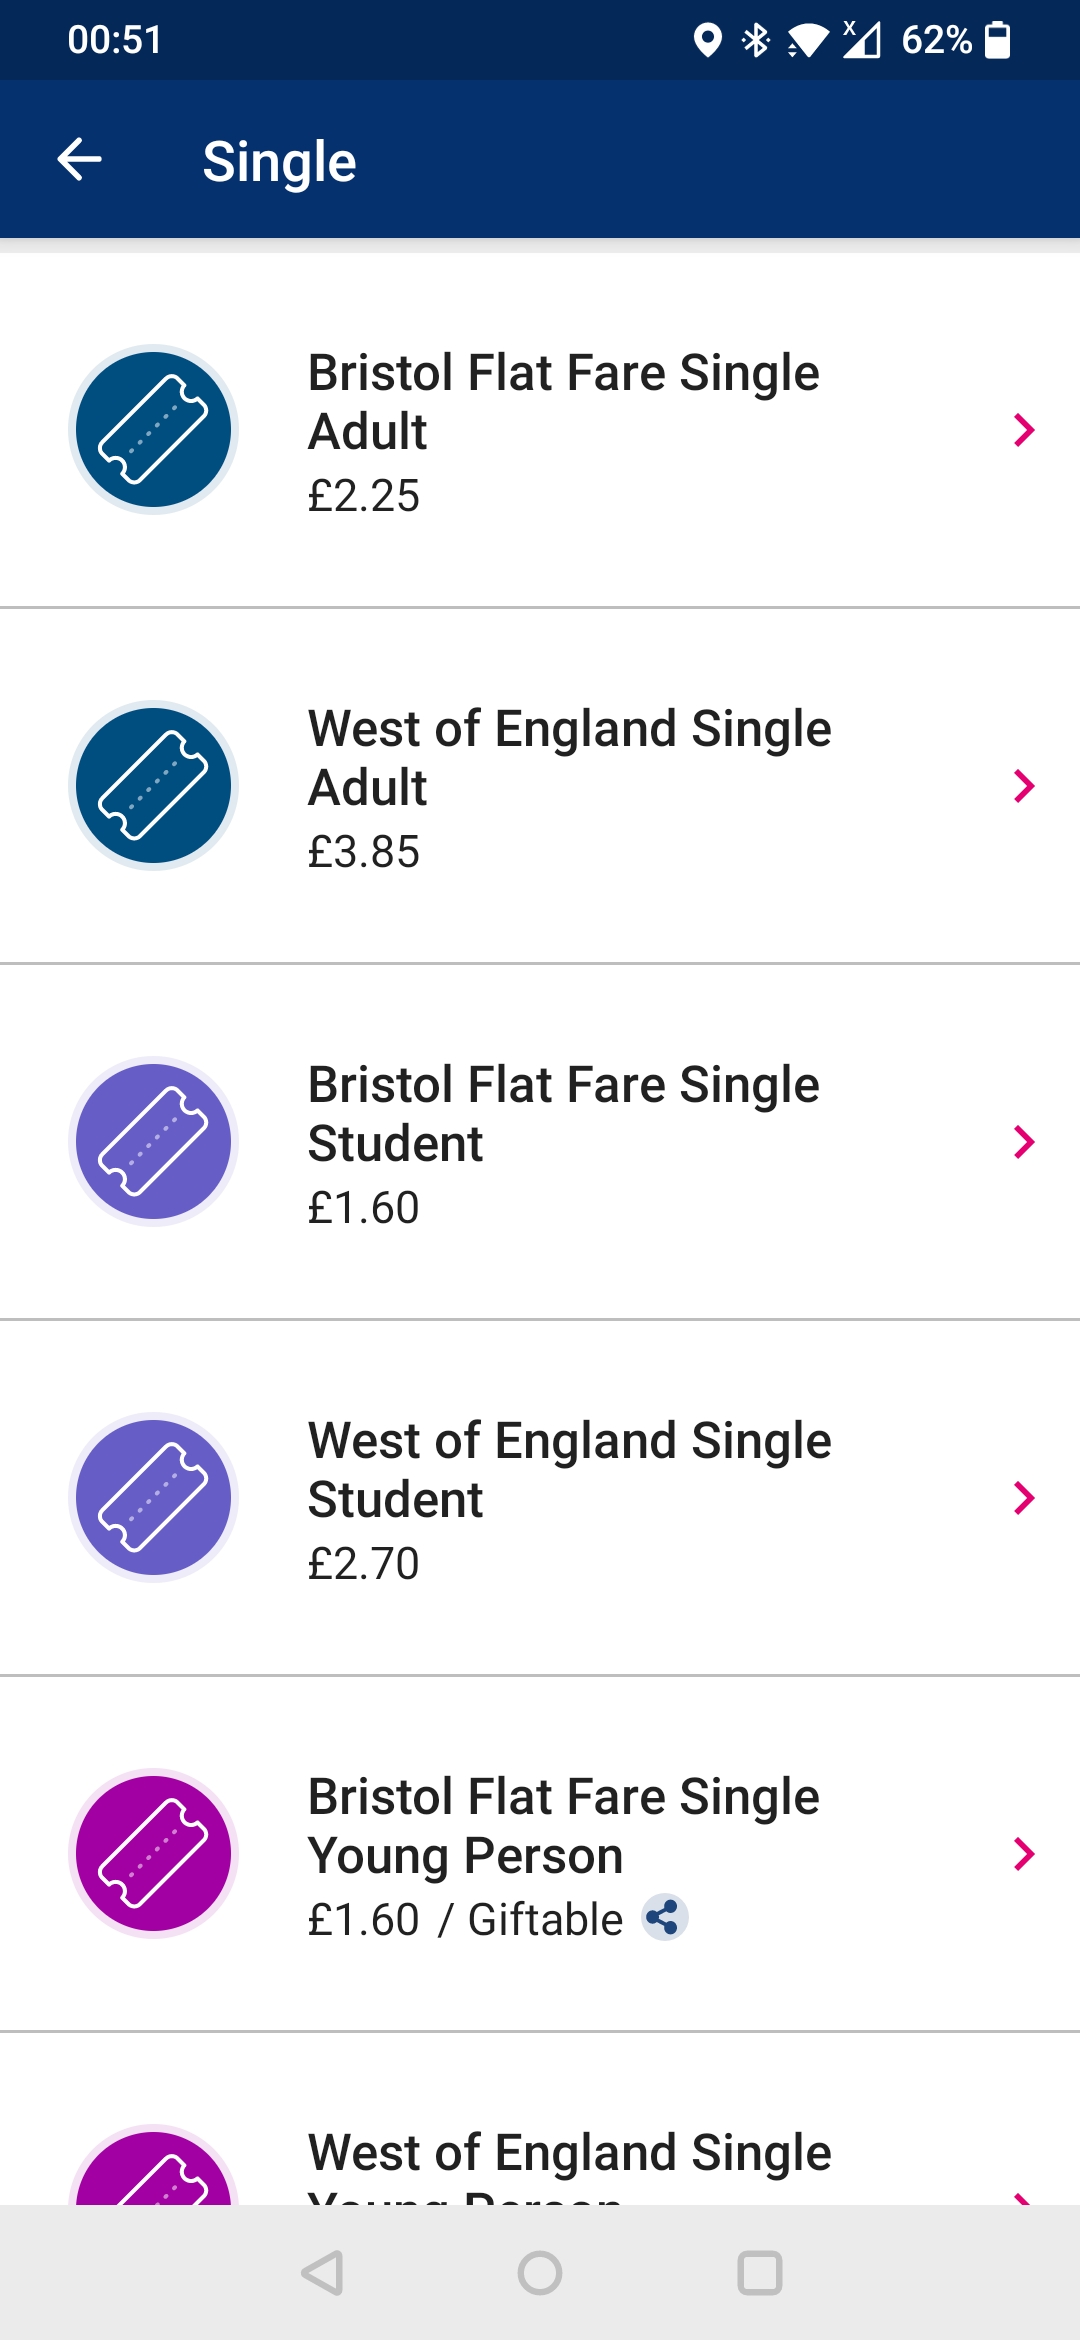 00:51
62%
Single
Bristol Flat Fare Single
Adult
£2.25
West of England Single
Adult
£3.85
Bristol Flat Fare Single
Student
£1.60
West of England Single
Student
£2.70
Bristol Flat Fare Single
Young Person
£1.60 / Giftable
West of England Single
Young Person